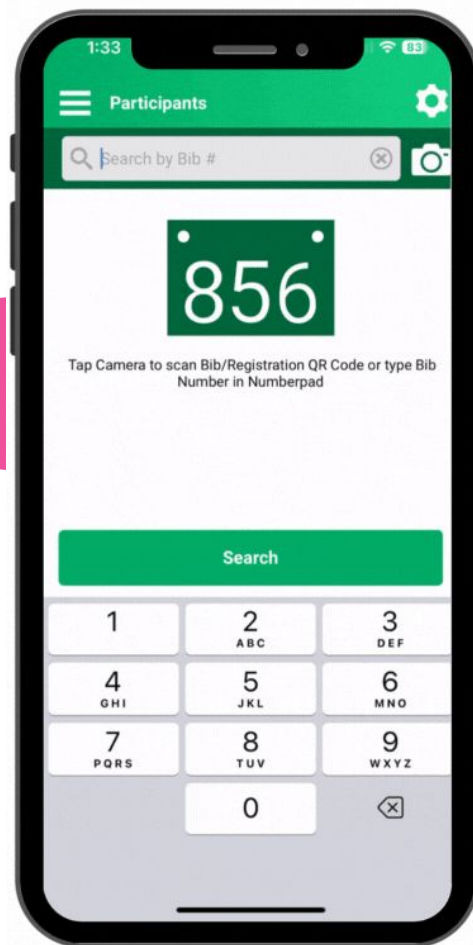 1:33
83
Participants
Search by Bib #
856
Tap Camera to scan Bib/Registration QR Code or type Bib
Number in Numberpad
Search
1 2 3
ABC DEF
4 5 6
GHI JKL MNO
7 8 9
PQRS TUV WXYZ
0